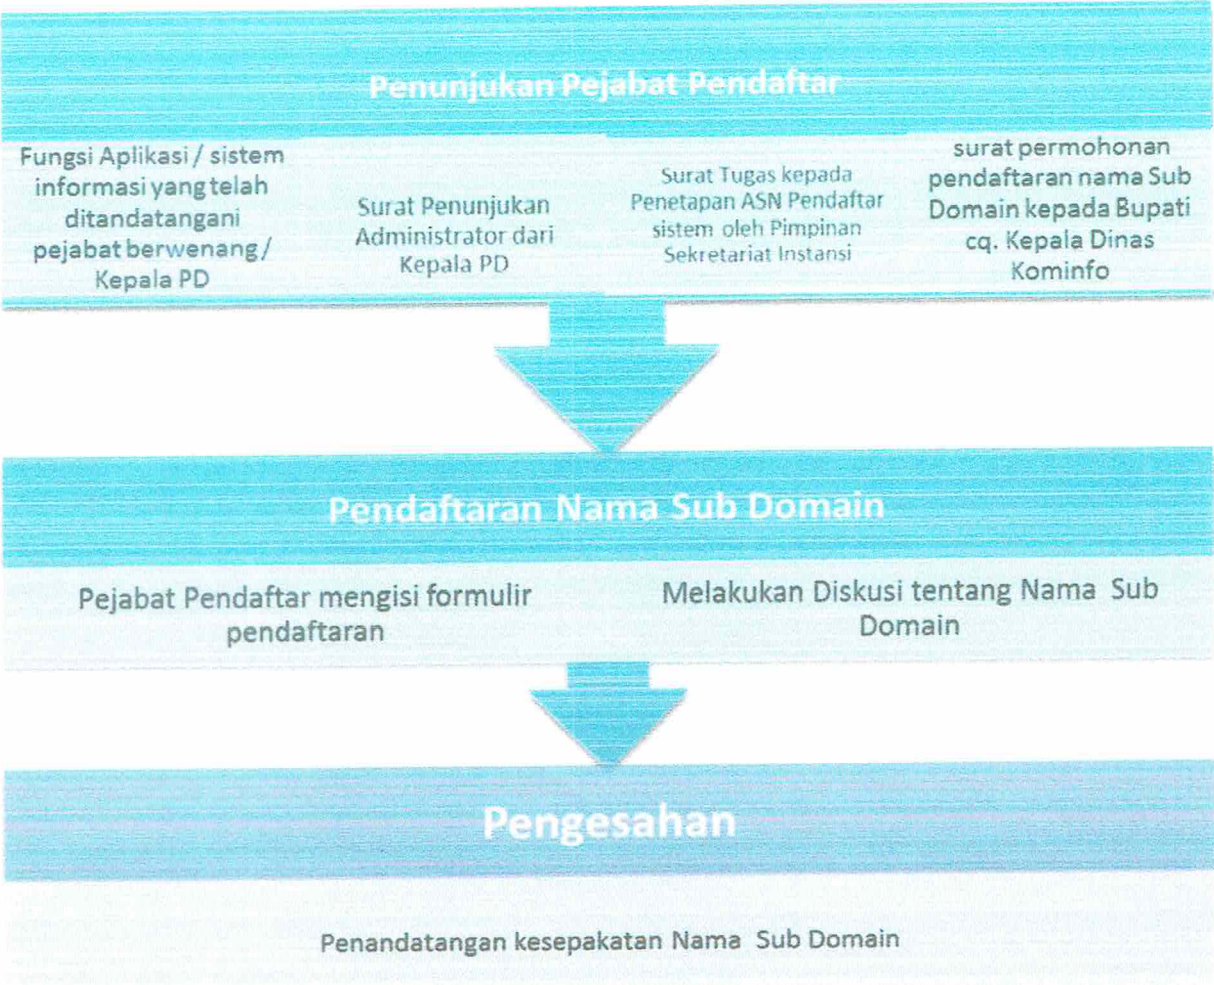 Penunjukan Pejabat Pendaftar
Fungsi Aplikasi / sistem
informasi yang telah
ditandatangani
pejabat berwenang /
Kepala PD
Surat Penunjukan
Administrator dari
Kepala PD
Surat Tugas kepada
Penetapan ASN Pendaftar
sistem oleh Pimpinan
Sekretariat Instansi
surat permohonan
pendaftaran nama Sub
Domain kepada Bupati
cq. Kepala Dinas
Kominfo
Pendaftaran Nama Sub Domain
Pejabat Pendaftar mengisi formulir
pendaftaran
Melakukan Diskusi tentang Nama Sub
Domain
Pengesahan
Penandatangan kesepakatan Nama Sub Domain